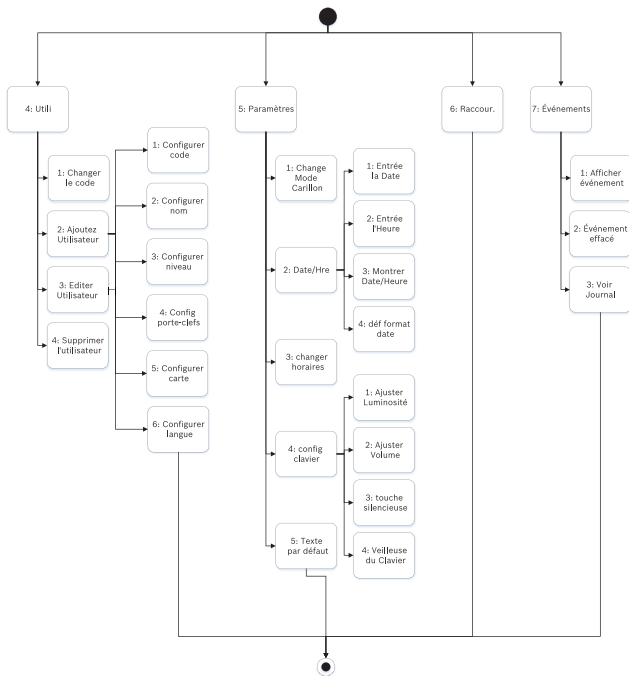 4: Utili
5: Paramètres
6: Raccour.
7: Événements
1: Changer
le code
2: Ajoutez
Utilisateur
3: Editer
Utilisateur
4: Supprimer
l'utilisateur
1: Configurer
code
2: Configurer
nom
3: Configurer
niveau
4: Config
porte-clefs
5: Configurer
carte
6: Configurer
langue
1: Change
Mode
Carillon
2: Date/Hre
3: changer
horaires
4: config
clavier
5: Texte
par défaut
1: Entrée
la Date
2: Entrée
l'Heure
3: Montrer
Date/Heure
4: déf format
date
1: Ajuster
Luminosité
2: Ajuster
Volume
3: touche
silencieuse
4: Veilleuse
du Clavier
1: Afficher
événement
2: Événement
effacé
3: Voir
Journal